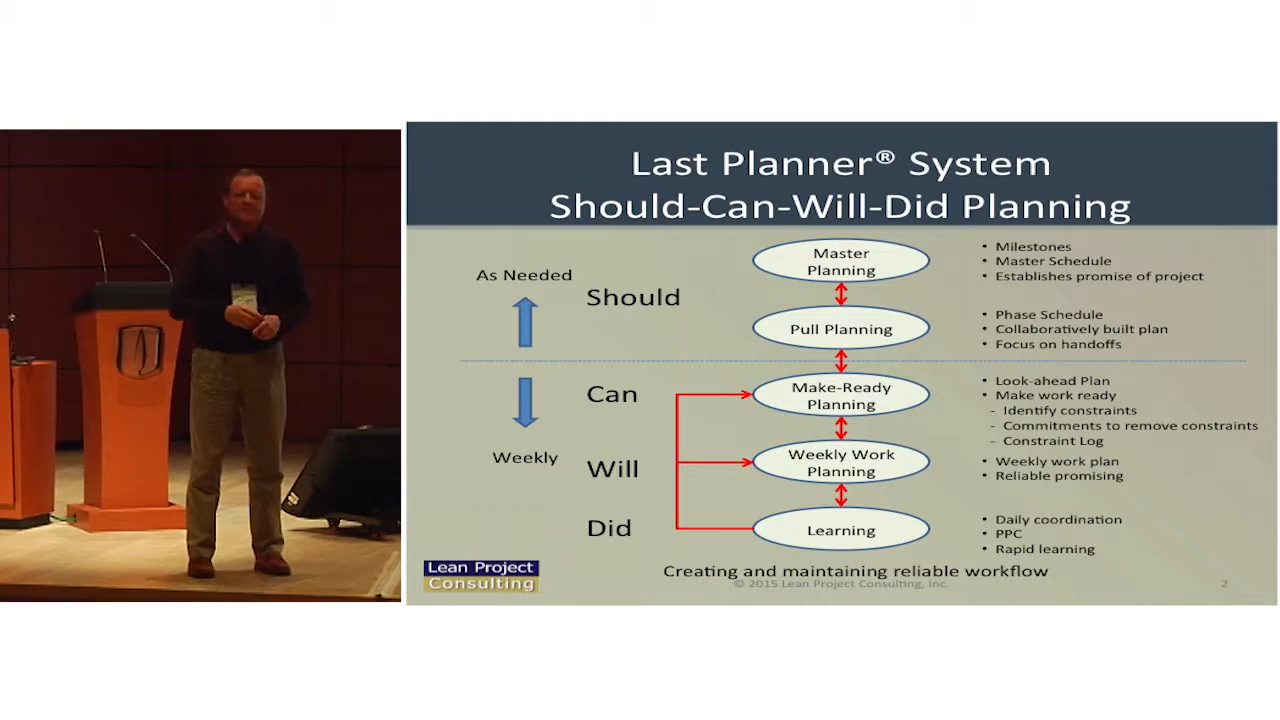 Last Planner® System
Should-Can-Will-Did Planning
As Needed
Should
Master
Planning
• Milestones
• Master Schedule
• Establishes promise of project
Pull Planning
• Phase Schedule
• Collaboratively built plan
• Focus on handoffs
Can
Make-Ready
Planning
• Look-ahead Plan
• Make work ready
- Identify constraints
- Commitments to remove constraints
- Constraint Log
Weekly
Will
Weekly Work
Planning
• Weekly work plan
• Reliable promising
Did
Learning
• Daily coordination
• PPC
• Rapid learning
Lean Project
Consulting
Creating and maintaining reliable workflow
© 2015 Lean Project Consulting, Inc.
2